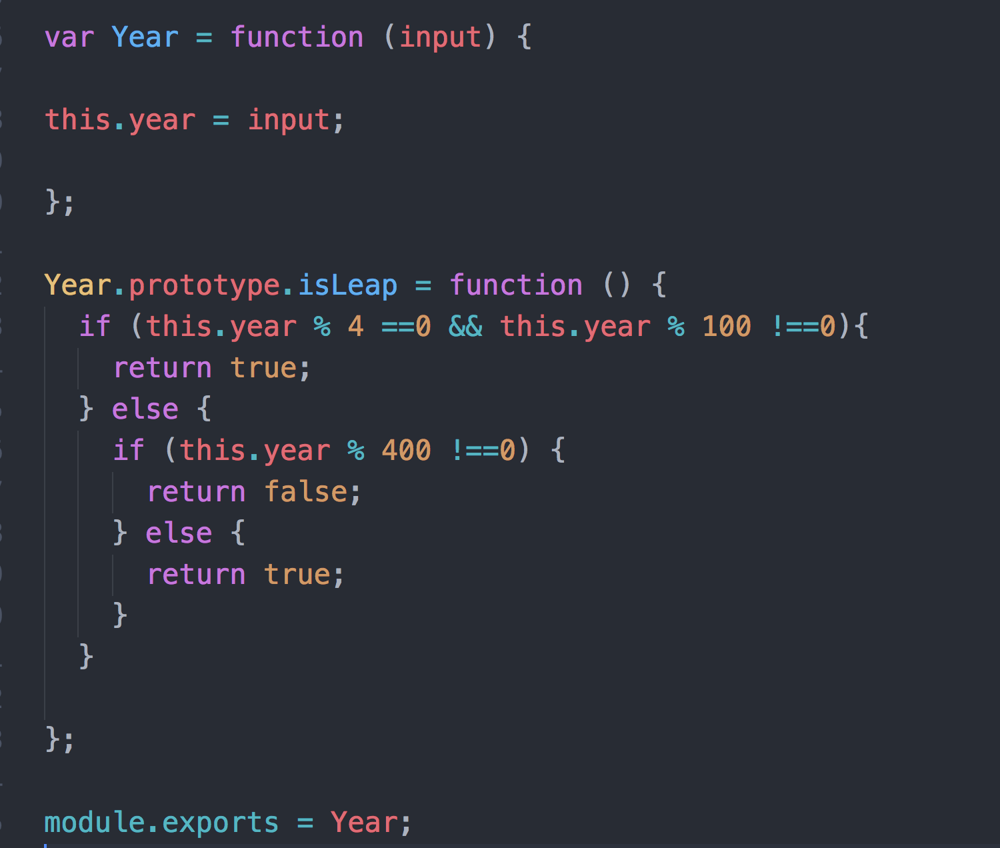 var Year = function (input) {
this.year = input;
};
Year.prototype.isLeap = function () {
if (this.year % 4 ==0 && this.year % 100 !==0){
return true;
} else {
if (this.year % 400 !==0) {
return false;
} else {
return true;
}
}
};
module.exports = Year;